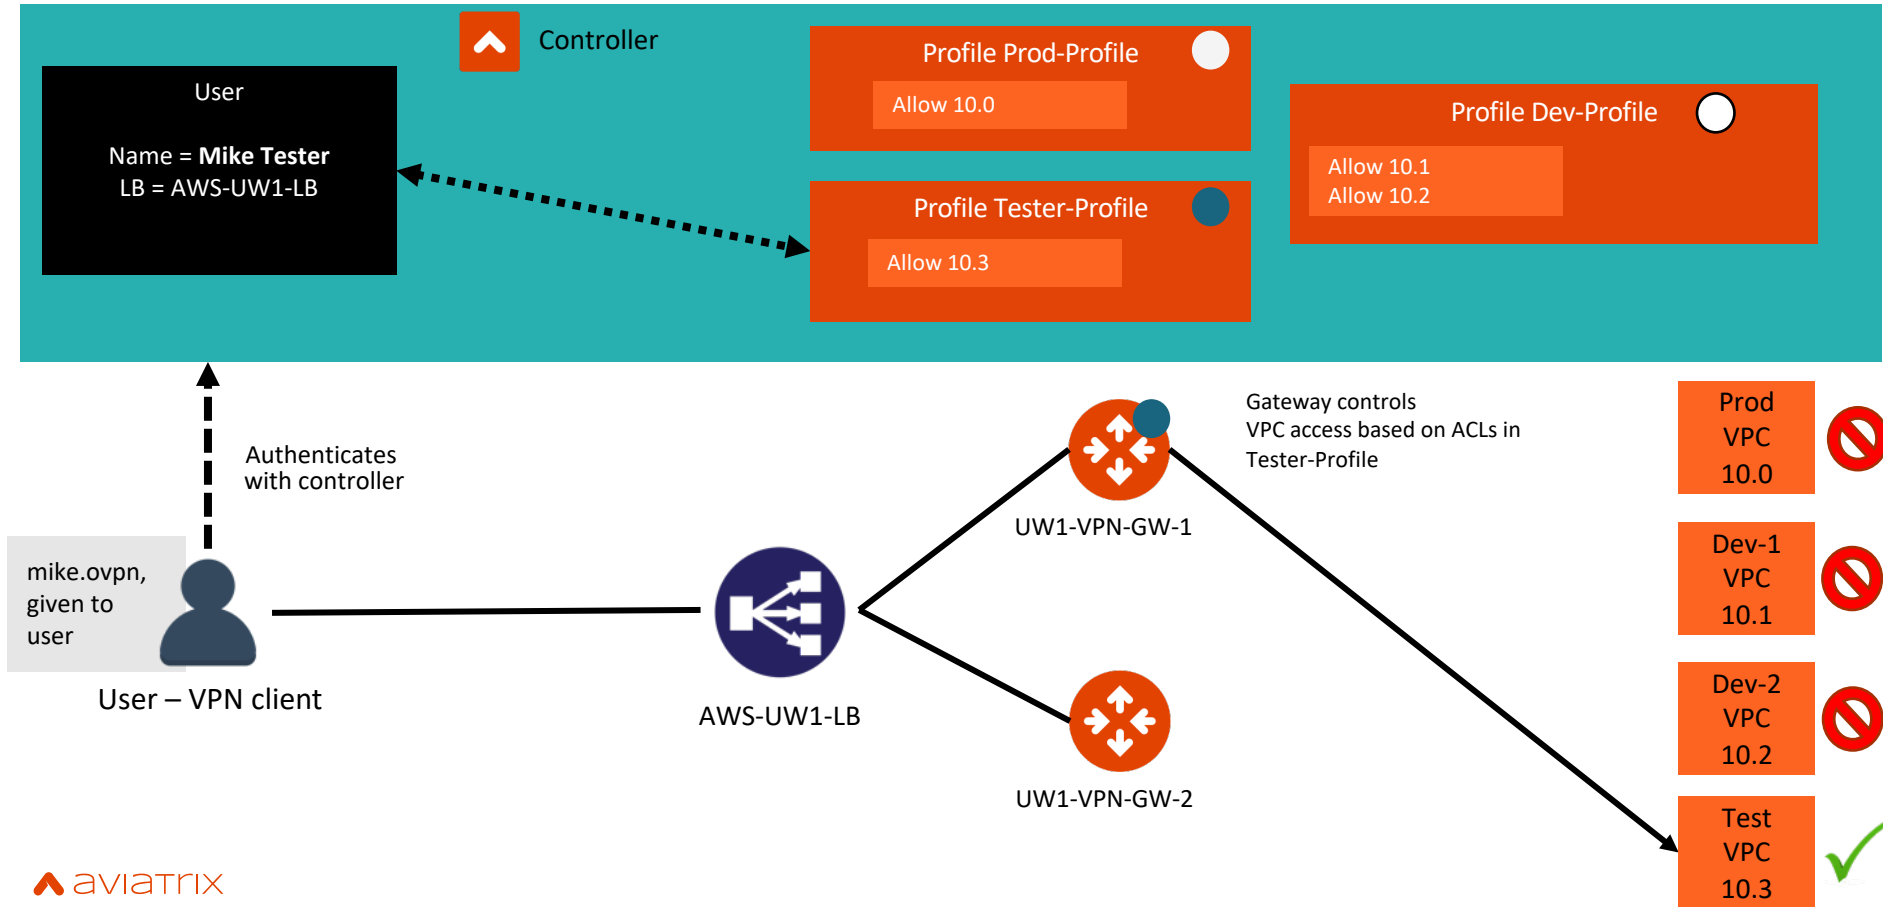 Controller
User
Name = Mike Tester
LB = AWS-UW1-LB
Profile Prod-Profile
Allow 10.0
Profile Dev-Profile
Allow 10.1
Allow 10.2
Profile Tester-Profile
Allow 10.3
Authenticates
with controller
mike.ovpn,
given to
user
User – VPN client
AWS-UW1-LB
UW1-VPN-GW-1
UW1-VPN-GW-2
Gateway controls
VPC access based on ACLs in
Tester-Profile
Prod
VPC
10.0
Dev-1
VPC
10.1
Dev-2
VPC
10.2
Test
VPC
10.3
aviatrix